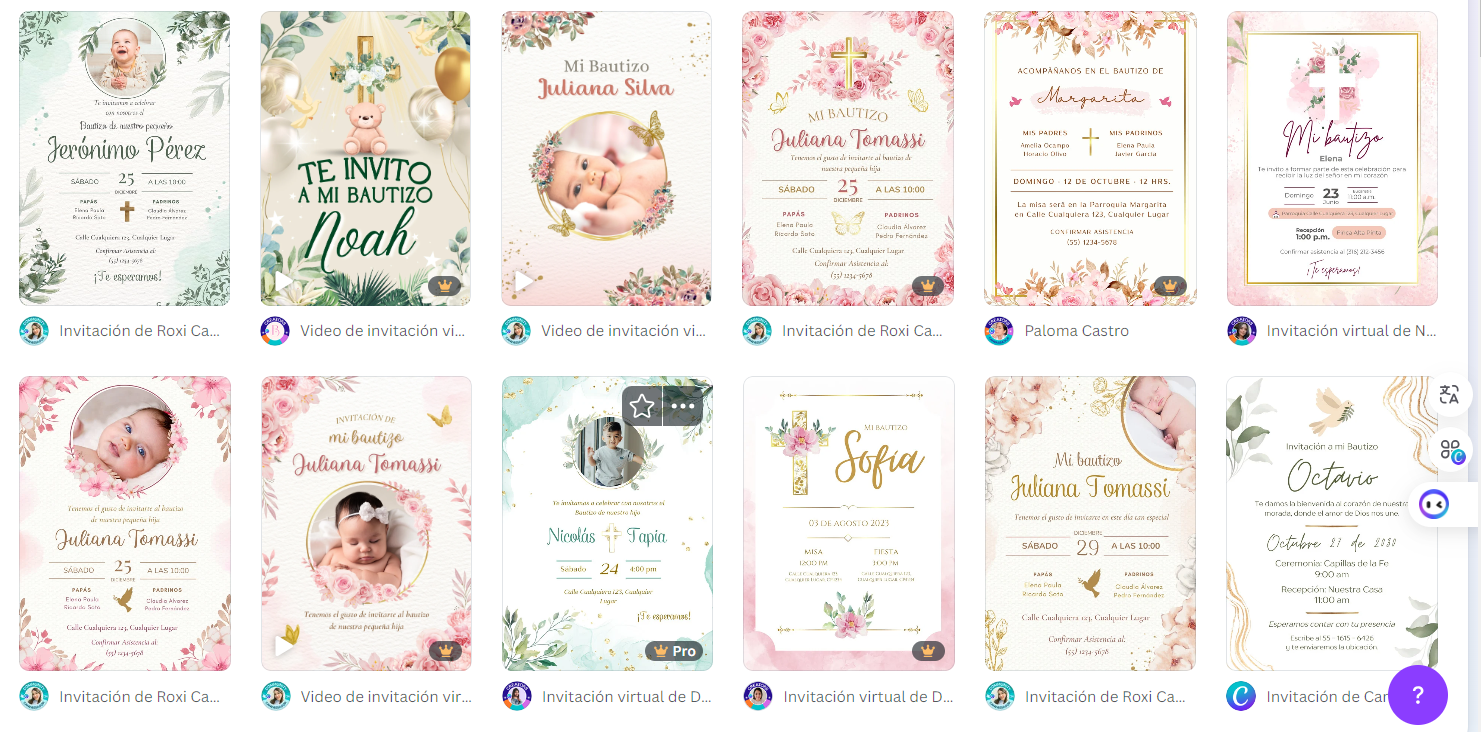 Te invitamos a celebrar
con nosotros el
Bautizo de nuestro pequeño
Jerónimo Pérez
SÁBADO
25
A LAS 10:00
DICIEMBRE
PAPÁS
PADRINOS
Elena Paula
Claudio Álvarez
Ricardo Soto
Pedro Fernández
Calle Cualquiera 123, Cualquier Lugar
Confirmar Asistencia al:
(55) 1234-5678
¡Te esperamos!
TE INVITO
A MI BAUTIZO
Noah
Mi Bautizo
Juliana Silva
MI BAUTIZO
Juliana Tomassi
Tenemos el gusto de invitarte al bautizo de
nuestra pequeña hija
SÁBADO
25
A LAS 10:00
DICIEMBRE
PAPÁS
PADRINOS
Elena Paula
Claudio Álvarez
Ricardo Soto
Pedro Fernández
Calle Cualquiera 123, Cualquier Lugar
Confirmar Asistencia al:
(55) 1234-5678
ACOMPÁÑANOS EN EL BAUTIZO DE
Margarita
MIS PADRES
MIS PADRINOS
Amelia Ocampo
Elena Paula
Horacio Olivo
Javier García
DOMINGO - 12 DE OCTUBRE - 12 HRS.
La misa será en la Parroquia Margarita
en Calle Cualquiera 123, Cualquier Lugar
CONFIRMAR ASISTENCIA
(55) 1234-5678
Mi bautizo
Elena
Te invito a formar parte de esta celebración para
recibir la luz del señor en mi corazón
Domingo
23
11:00 a.m.
Junio
Recepción
1:00 p.m.
Finca Alta Pinta
Confirmar asistencia al (316) 212-3456
¡Te esperamos!
Invitación de Roxi Ca...
Video de invitación vi...
Video de invitación vi...
Invitación de Roxi Ca...
Paloma Castro
Invitación virtual de N...
Tenemos el gusto de invitarte al bautizo
de nuestra pequeña hija
Juliana Tomassi
SÁBADO
25
A LAS 10:00
DICIEMBRE
PAPÁS
PADRINOS
Elena Paula
Claudio Álvarez
Ricardo Soto
Pedro Fernández
Calle Cualquiera 123, Cualquier Lugar
Confirmar Asistencia al:
(55) 1234-5678
INVITACIÓN DE
mi bautizo
Juliana Tomassi
Tenemos el gusto de invitarte al bautizo
de nuestra pequeña hija
Te invitamos a celebrar con nosotros el
Bautizo de nuestro hijo
Nicolás Tapia
Sábado
24
4:00 pm
Calle Cualquiera 123, Cualquier
Lugar
¡Te esperamos!
Pro
MI BAUTIZO
Sofia
03 DE AGOSTO 2023
MISA
FIESTA
12:00 PM
3:00 PM
Mi bautizo
Juliana Tomassi
Tenemos el gusto de invitarte en este día tan especial
DICIEMBRE
SÁBADO
29
A LAS 10:00
PAPÁS
PADRINOS
Elena Paula
Claudio Álvarez
Ricardo Soto
Pedro Fernández
Calle Cualquiera 123, Cualquier Lugar
Confirmar Asistencia al:
(55) 1234-5678
Invitación a mi Bautizo
Octavio
Te damos la bienvenida al corazón de nuestra
morada, donde el amor de Dios nos une.
Octubre 27 de 2030
Ceremonia: Capillas de la Fe
9:00 am
Recepción: Nuestra Casa
11:00 am
Esperamos contar con tu presencia
Escribe al 55 - 1615 - 6426
y te enviaremos la ubicación.
Invitación de Roxi Ca...
Video de invitación vir...
Invitación virtual de D...
Invitación virtual de D...
Invitación de Roxi Ca...
Invitación de Car
?